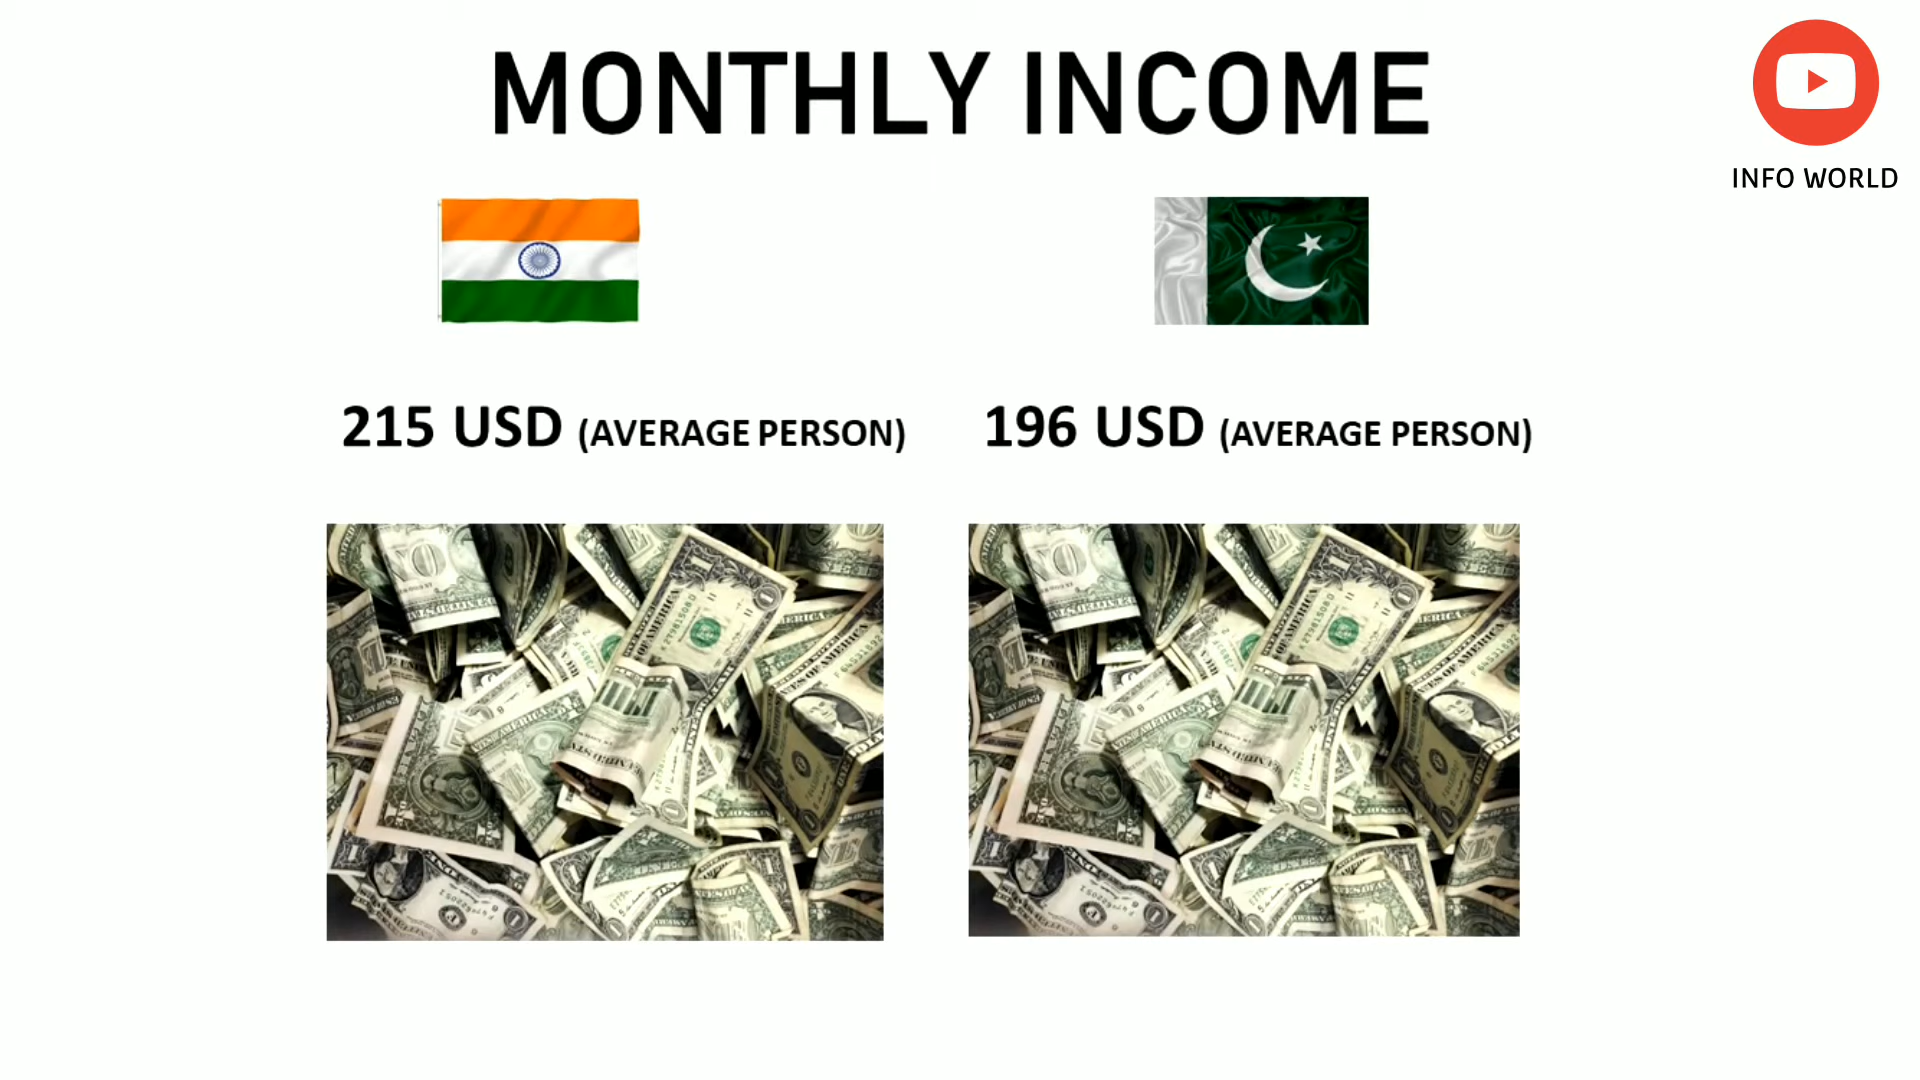 MONTHLY INCOME
INFO WORLD
215 USD (AVERAGE PERSON)
196 USD (AVERAGE PERSON)